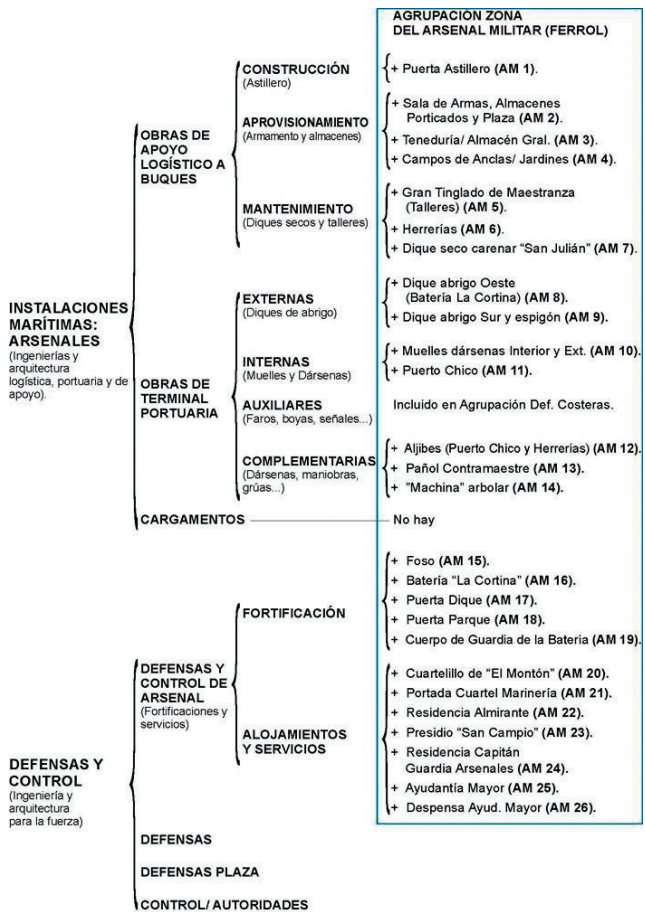 AGRUPACIÓN ZONA
DEL ARSENAL MILITAR (FERROL)
INSTALACIONES
MARÍTIMAS:
ARSENALES
(Ingenierías y
arquitectura
logística, portuaria y de
apoyo).
OBRAS DE
APOYO
LOGÍSTICO A
BUQUES
CONSTRUCCIÓN
(Astillero)
+ Puerta Astillero (AM 1).
APROVISIONAMIENTO
(Armamento y almacenes)
+ Sala de Armas, Almacenes
Porticados y Plaza (AM 2).
+ Teneduría/ Almacén Gral. (AM 3).
+ Campos de Anclas/ Jardines (AM 4).
MANTENIMIENTO
(Diques secos y talleres)
+ Gran Tinglado de Maestranza
(Talleres) (AM 5).
+ Herrerías (AM 6).
+ Dique seco carenar "San Julián" (AM 7).
OBRAS DE
TERMINAL
PORTUARIA
EXTERNAS
(Diques de abrigo)
+ Dique abrigo Oeste
(Batería La Cortina) (AM 8).
+ Dique abrigo Sur y espigón (AM 9).
INTERNAS
(Muelles y Dársenas)
+ Muelles dársenas Interior y Ext. (AM 10).
+ Puerto Chico (AM 11).
AUXILIARES
(Faros, boyas, señales...)
Incluido en Agrupación Def. Costeras.
COMPLEMENTARIAS
(Dársenas, maniobras,
grúas...)
+ Aljibes (Puerto Chico y Herrerías) (AM 12).
+ Pañol Contramaestre (AM 13).
+ "Machina" arbolar (AM 14).
CARGAMENTOS
No hay
DEFENSAS Y
CONTROL
(Ingeniería y
arquitectura
para la fuerza)
DEFENSAS Y
CONTROL DE
ARSENAL
(Fortificaciones y
servicios)
FORTIFICACIÓN
+ Foso (AM 15).
+ Batería "La Cortina" (AM 16).
+ Puerta Dique (AM 17).
+ Puerta Parque (AM 18).
+ Cuerpo de Guardia de la Bateria (AM 19).
ALOJAMIENTOS
Y SERVICIOS
+ Cuartelillo de "El Montón" (AM 20).
+ Portada Cuartel Marinería (AM 21).
+ Residencia Almirante (AM 22).
+ Presidio "San Campio" (AM 23).
+ Residencia Capitán
Guardia Arsenales (AM 24).
+ Ayudantía Mayor (AM 25).
+ Despensa Ayud. Mayor (AM 26).
DEFENSAS
DEFENSAS PLAZA
CONTROL/ AUTORIDADES